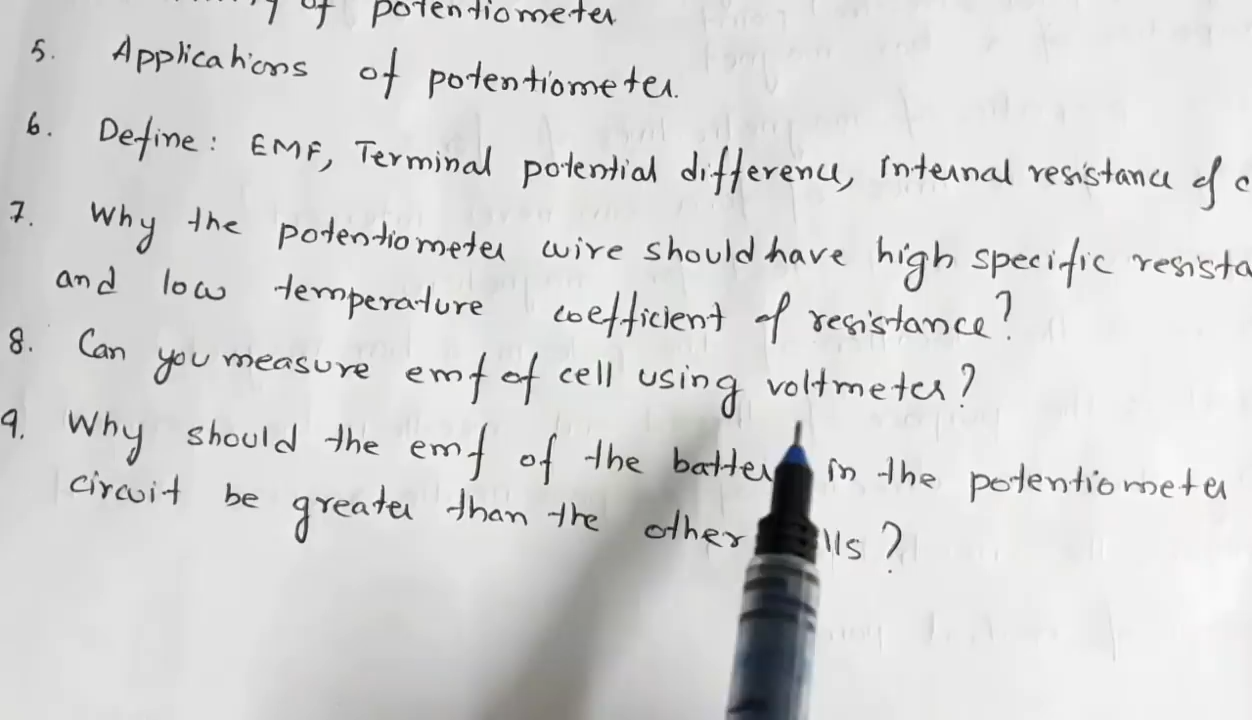 of potentiometer
5. Applications of potentiometer.
6. Define: EMF, Terminal potential difference, internal resistance of
7. Why the potentiometer wire should have high specific
and low temperature coefficient of resistance?
8. Can you measure emf of cell using voltmeter?
9. Why should the emf of the in the potentiometer
circuit be greater than the other ?